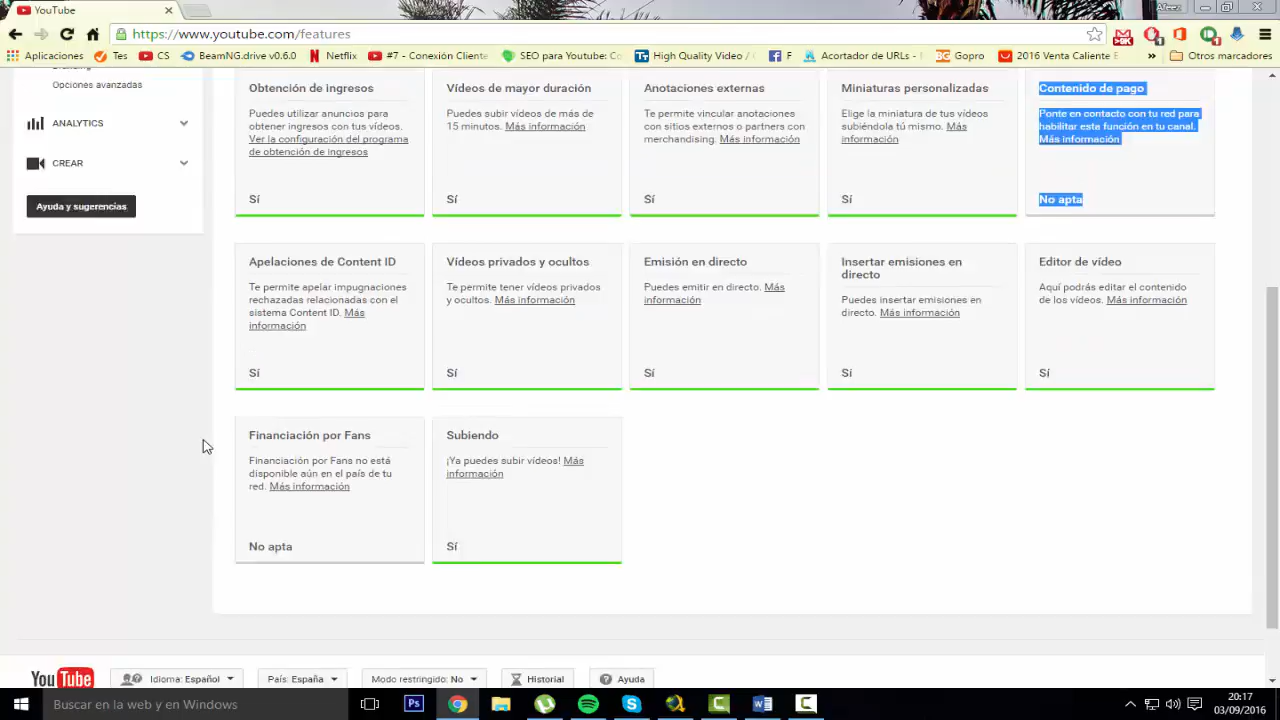 YouTube
https://www.youtube.com/features
Aplicaciones
Tes
CS
BeamNG.drive v0.6.0
Netflix
#7 - Conexión Cliente
SEO para Youtube: Co
High Quality Video /
F
Acortador de URLs -
Gopro
2016 Venta Caliente E
»
Otros marcadores
Opciones avanzadas
ANALYTICS
CREAR
Ayuda y sugerencias
Obtención de ingresos
Puedes utilizar anuncios para
obtener ingresos con tus vídeos.
Ver la configuración del programa
de obtención de ingresos
Sí
Vídeos de mayor duración
Puedes subir vídeos de más de
15 minutos. Más información
Sí
Anotaciones externas
Te permite vincular anotaciones
con sitios externos o partners con
merchandising. Más información
Sí
Miniaturas personalizadas
Elige la miniatura de tus vídeos
subiéndola tú mismo. Más
información
Sí
Contenido de pago
Ponte en contacto con tu red para
habilitar esta función en tu canal.
Más información
No apta
Apelaciones de Content ID
Te permite apelar impugnaciones
rechazadas relacionadas con el
sistema Content ID. Más
información
Sí
Vídeos privados y ocultos
Te permite tener vídeos privados
y ocultos. Más información
Sí
Emisión en directo
Puedes emitir en directo. Más
información
Sí
Insertar emisiones en
directo
Puedes insertar emisiones en
directo. Más información
Sí
Editor de vídeo
Aquí podrás editar el contenido
de los vídeos. Más información
Sí
Financiación por Fans
Financiación por Fans no está
disponible aún en el país de tu
red. Más información
No apta
Subiendo
¡Ya puedes subir vídeos! Más
información
Sí
YouTube
Idioma: Español
País: España
Modo restringido: No
Historial
Ayuda
Buscar en la web y en Windows
20:17
03/09/2016